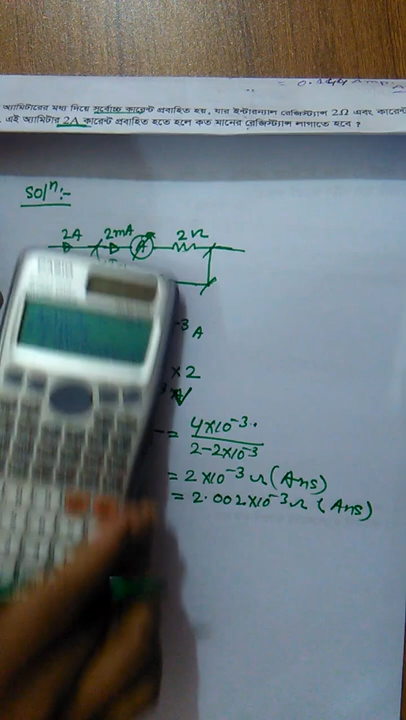 অ্যামিটারের মধ্য দিয়ে সর্বোচ্চ কারেন্ট প্রবাহিত হয়, যার ইন্টারনাল রেজিস্ট্যান্স 2Ω এবং কারেন্ট
এই অ্যামিটার 2A কারেন্ট প্রবাহিত হতে হলে কত মানের রেজিস্ট্যান্স লাগাতে হবে ?
Solⁿ:-
2A 2mA A 2Ω
⁻³ A
× 2
= 4×10⁻³
2-2×10⁻³
= 2×10⁻³ Ω (Ans)
= 2.002×10⁻³ Ω (Ans)